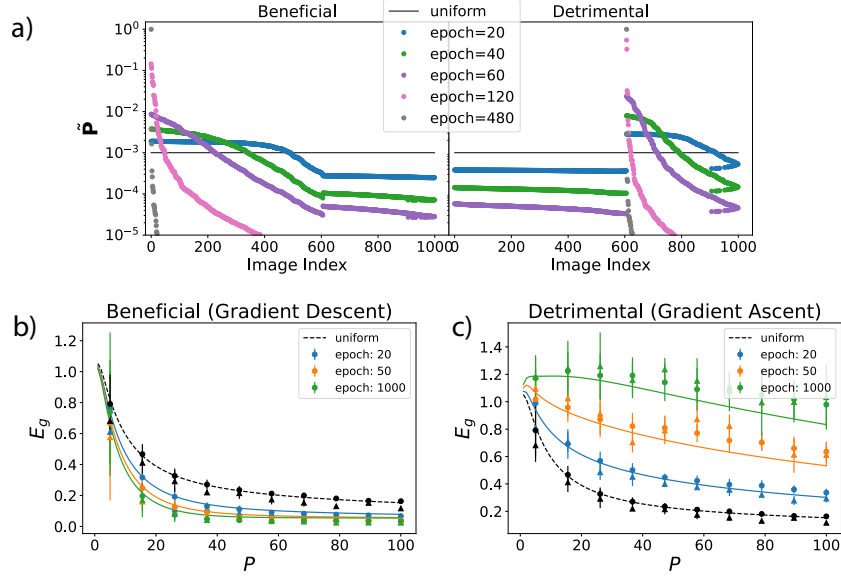 a)
Beneficial
Detrimental
uniform
epoch=20
epoch=40
epoch=60
epoch=120
epoch=480
P̃
10^0
10^-1
10^-2
10^-3
10^-4
10^-5
0 200 400 600 800 1000
Image Index
0 200 400 600 800 1000
Image Index
b)
Beneficial (Gradient Descent)
uniform
epoch: 20
epoch: 50
epoch: 1000
E_g
1.2
1.0
0.8
0.6
0.4
0.2
0.0
0 20 40 60 80 100
P
c)
Detrimental (Gradient Ascent)
uniform
epoch: 20
epoch: 50
epoch: 1000
E_g
1.4
1.2
1.0
0.8
0.6
0.4
0.2
0 20 40 60 80 100
P